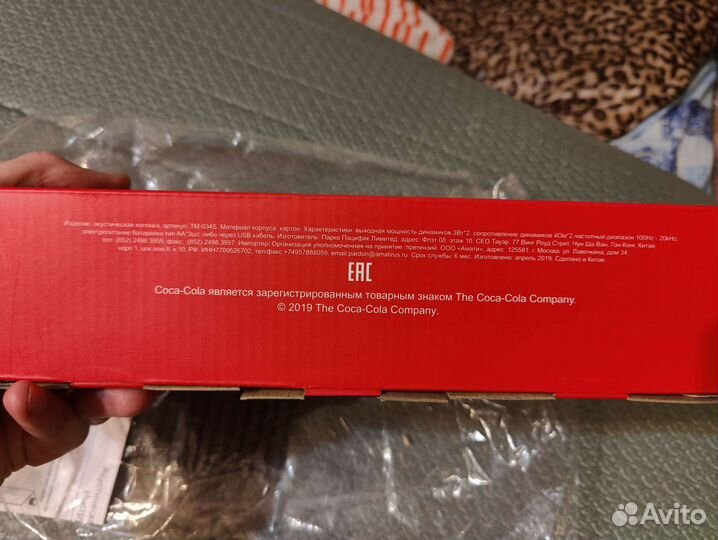 Изделие: акустическая колонка, артикул: TM-034S. Материал корпуса: картон. Характеристики: выходная мощность динамиков 3Вт*2, сопротивление динамиков 4Ом*2,частотный диапазон 100Hz - 20kHz.
электропитание: батарейки тип АА*3шт, либо через USB кабель. Изготовитель: Парко Пацифик Лимитед, адрес: Флэт 08, этаж 10, СЕО Тауэр, 77 Винг Роуд Стрит, Чун Ша Ван, Гон Конг, Китай.
тел. (852) 2498 3959, факс: (852) 2498 3957. Импортер/ Организация уполномоченная на принятие претензий: ООО «Амати», адрес: 125581, г. Москва, ул. Лавочкина, дом 34,
корп 1, цок.пом.II, к.10, РФ. ИНН7709526702, тел/факс:+74957888059, email:pardon@amatirus.ru. Срок службы: 6 мес. Изготовлено: апрель 2019. Сделано в Китае.
EAC
Coca-Cola является зарегистрированным товарным знаком The Coca-Cola Company.
© 2019 The Coca-Cola Company.
Avito